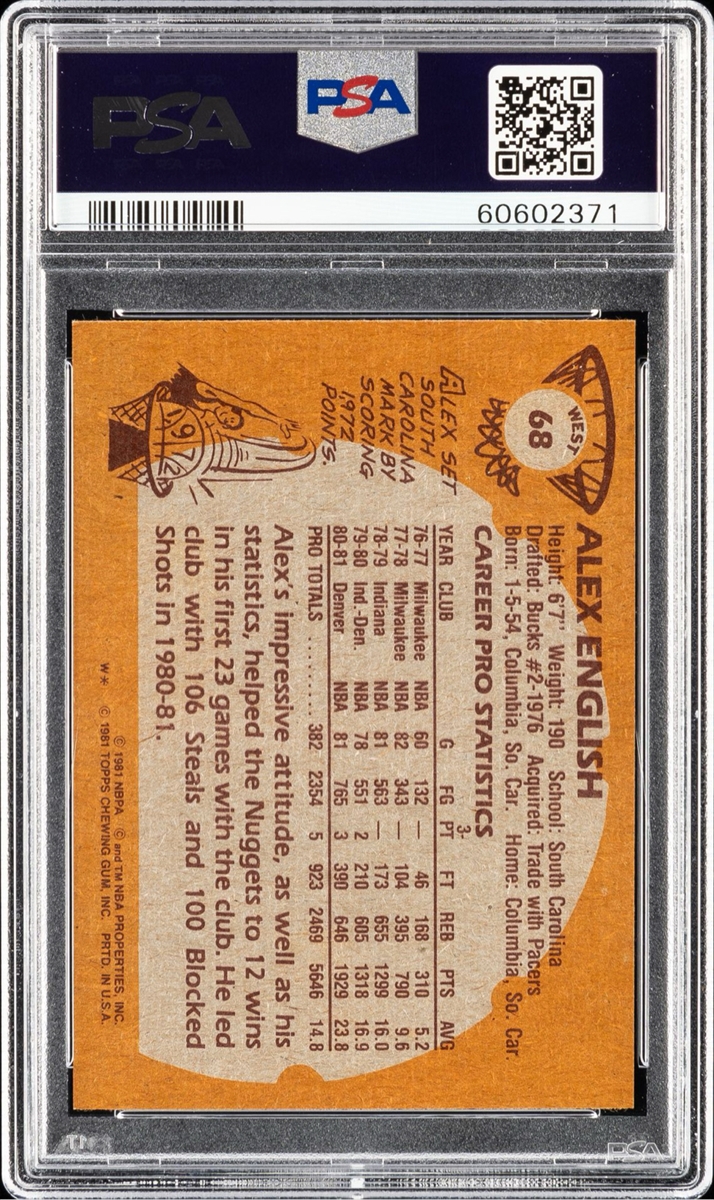 PSA
PSA
60602371
WEST
68
ALEX ENGLISH
Height: 6'7" Weight: 190 School: South Carolina
Drafted: Bucks #2-1976 Acquired: Trade with Pacers
Born: 1-5-54, Columbia, So. Car. Home: Columbia, So. Car.
CAREER PRO STATISTICS
YEAR CLUB G FG 3-PT FT REB PTS AVG
76-77 Milwaukee NBA 60 132 — 46 168 310 5.2
77-78 Milwaukee NBA 82 343 — 104 395 790 9.6
78-79 Indiana NBA 81 563 — 173 655 1299 16.0
79-80 Ind.-Den. NBA 78 551 2 210 605 1318 16.9
80-81 Denver NBA 81 765 3 390 646 1929 23.8
PRO TOTALS .......... 382 2354 5 923 2469 5646 14.8
ALEX SET
SOUTH
CAROLINA
MARK BY
SCORING
1,972
POINTS.
1972
Alex's impressive attitude, as well as his
statistics, helped the Nuggets to 12 wins
in his first 23 games with the club. He led
club with 106 Steals and 100 Blocked
Shots in 1980-81.
© 1981 NBPA © and TM NBA PROPERTIES, INC.
W* © 1981 TOPPS CHEWING GUM, INC. PRTD. IN U.S.A.
PSA